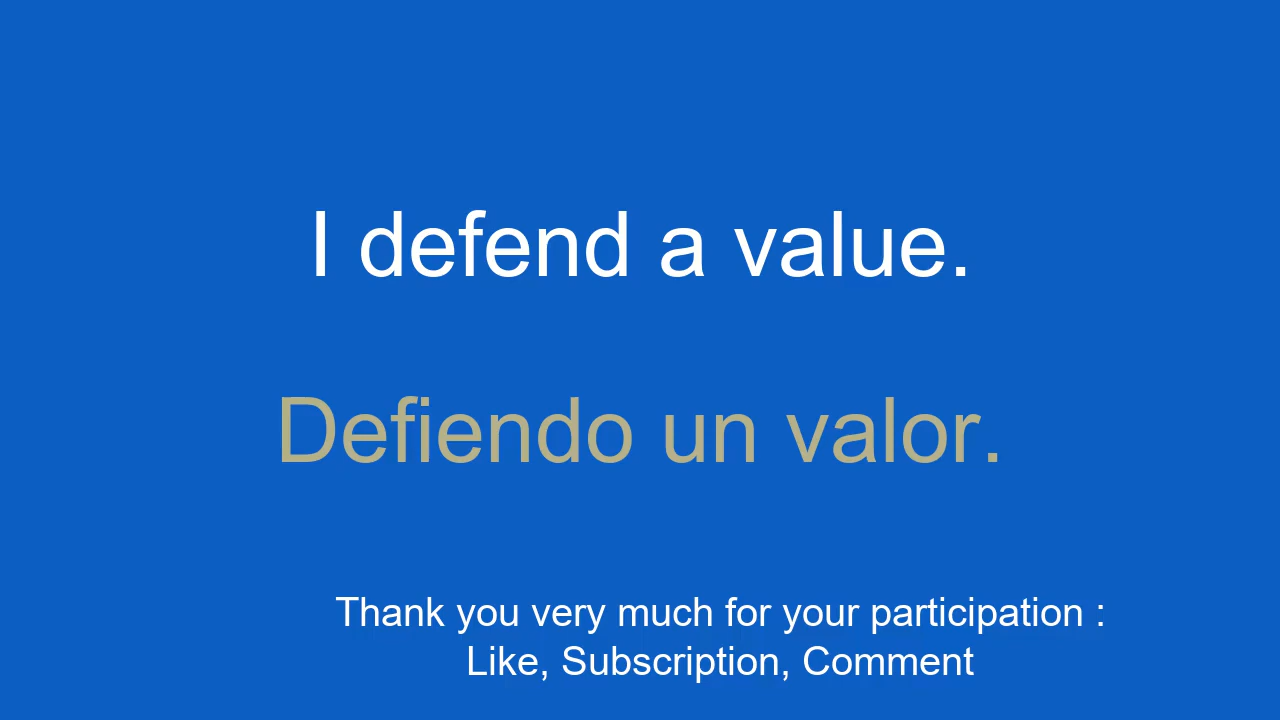 I defend a value.
Defiendo un valor.
Thank you very much for your participation :
Like, Subscription, Comment